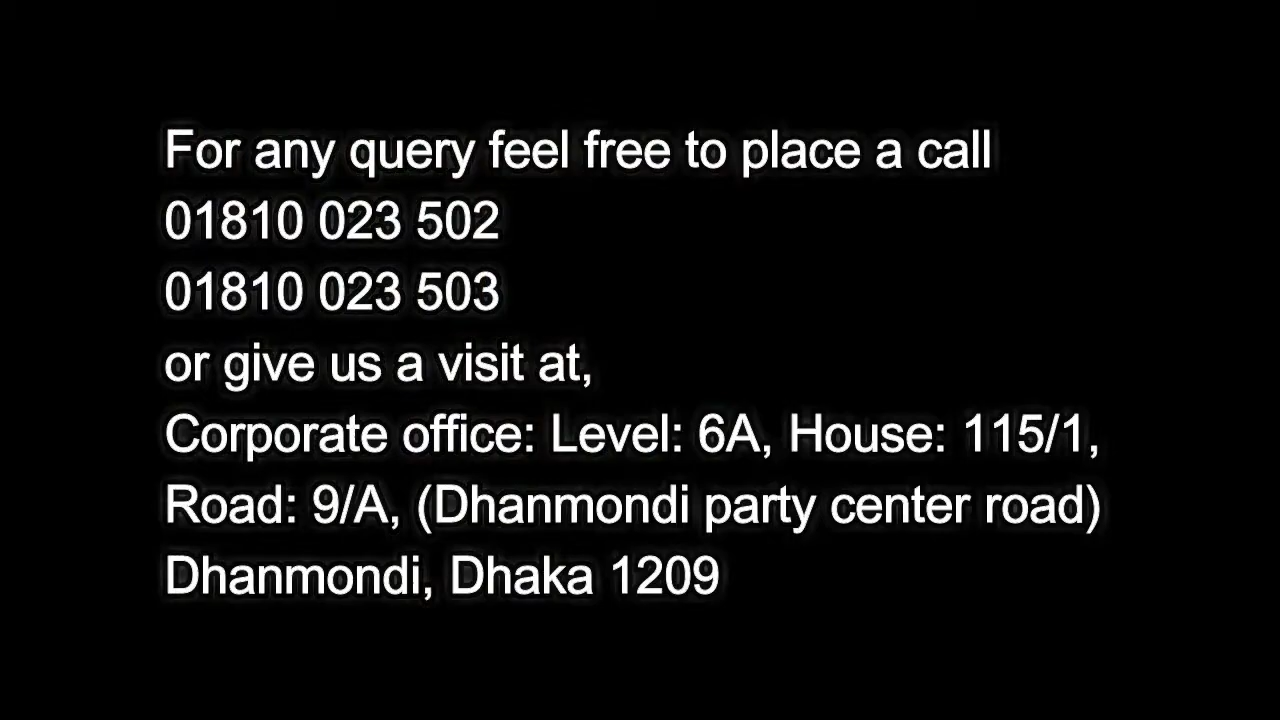 For any query feel free to place a call
01810 023 502
01810 023 503
or give us a visit at,
Corporate office: Level: 6A, House: 115/1,
Road: 9/A, (Dhanmondi party center road)
Dhanmondi, Dhaka 1209